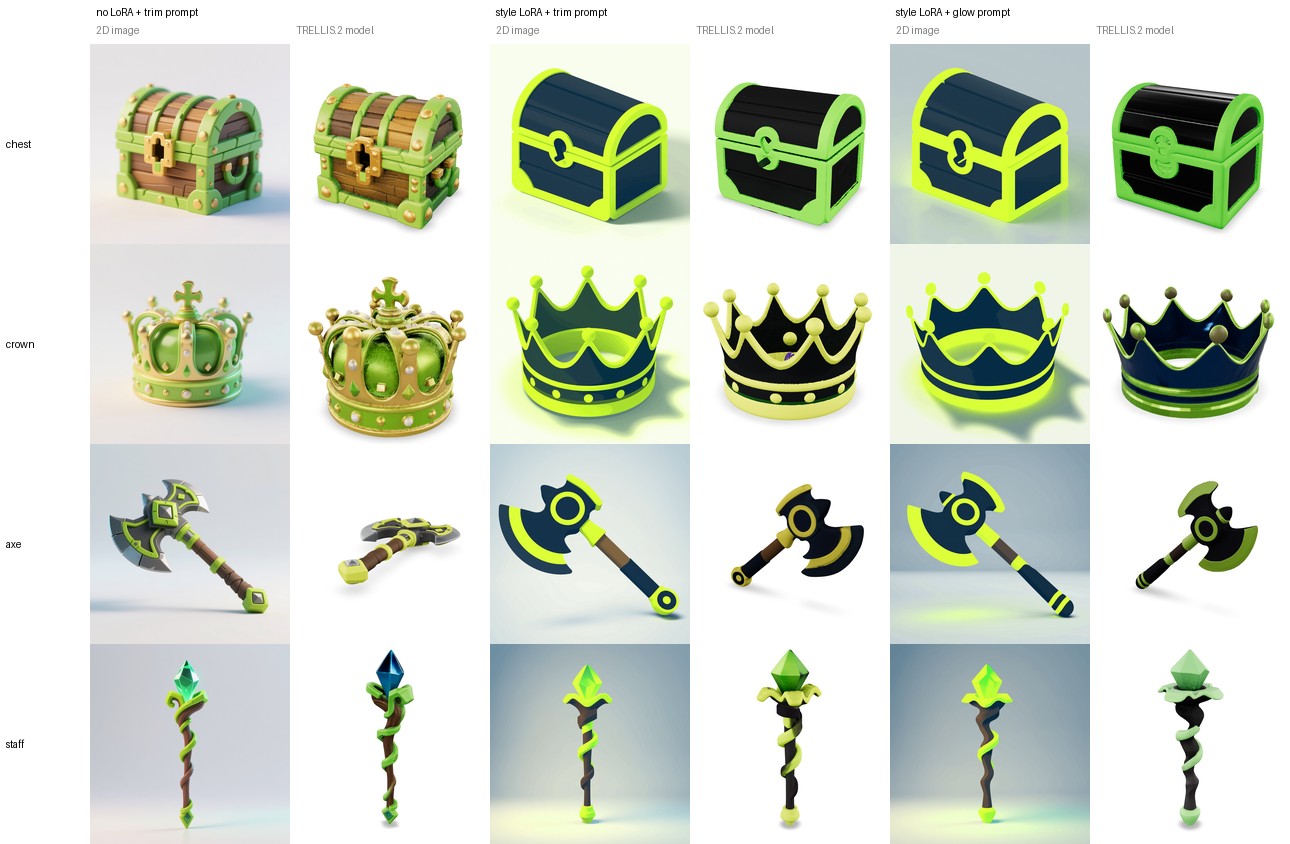 no LoRA + trim prompt
style LoRA + trim prompt
style LoRA + glow prompt
2D image
TRELLIS.2 model
2D image
TRELLIS.2 model
2D image
TRELLIS.2 model
chest
crown
axe
staff